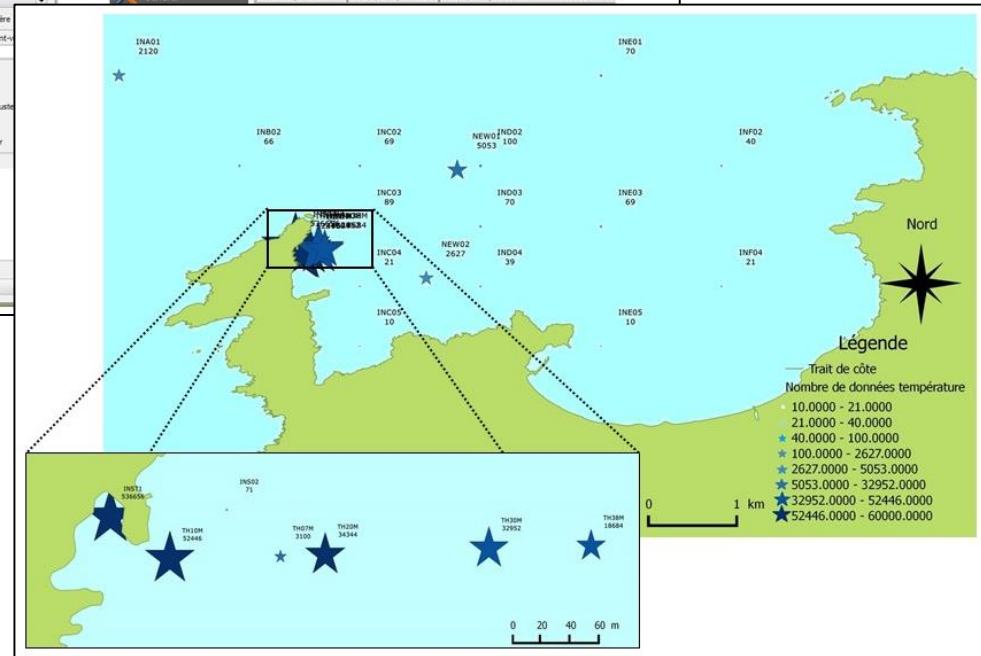 ère
INA01
2120
INE01
70
INB02
66
INC02
69
NEW01
5053
IND02
100
INF02
40
INC03
89
IND03
70
INE03
69
Nord
INC04
21
NEW02
2627
IND04
39
INF04
21
INC05
10
INE05
10
Légende
Trait de côte
Nombre de données température
10.0000 - 21.0000
21.0000 - 40.0000
40.0000 - 100.0000
100.0000 - 2627.0000
2627.0000 - 5053.0000
5053.0000 - 32952.0000
32952.0000 - 52446.0000
52446.0000 - 60000.0000
0 1 km
INST1
536656
INS02
71
TH10M
52446
TH07M
3100
TH20M
34344
TH30M
32952
TH38M
18684
0 20 40 60 m